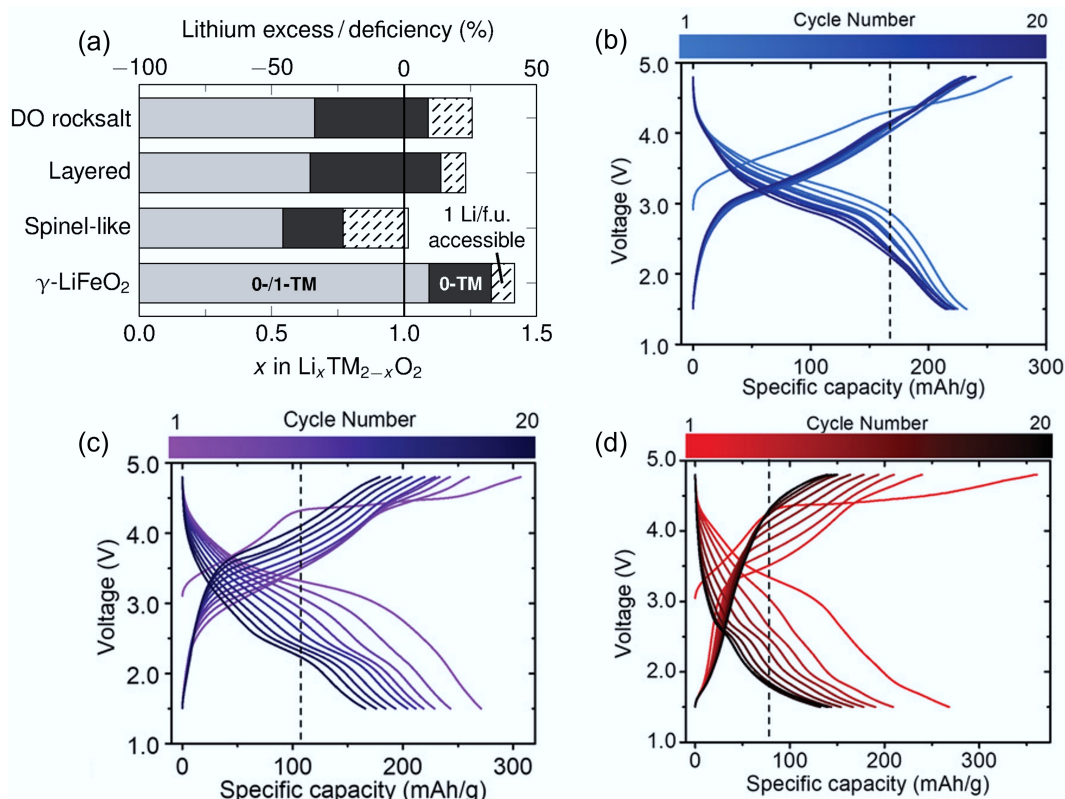 (a)
Lithium excess / deficiency (%)
−100 −50 0 50
DO rocksalt
Layered
Spinel-like
γ-LiFeO₂
1 Li/f.u.
accessible
0-/1-TM 0-TM
0.0 0.5 1.0 1.5
x in LiₓTM₂₋ₓO₂
(b)
Cycle Number
1 20
5.0
4.0
3.0
2.0
1.0
Voltage (V)
0 100 200 300
Specific capacity (mAh/g)
(c)
Cycle Number
1 20
5.0
4.0
3.0
2.0
1.0
Voltage (V)
0 100 200 300
Specific capacity (mAh/g)
(d)
Cycle Number
1 20
5.0
4.0
3.0
2.0
1.0
Voltage (V)
0 100 200 300
Specific capacity (mAh/g)